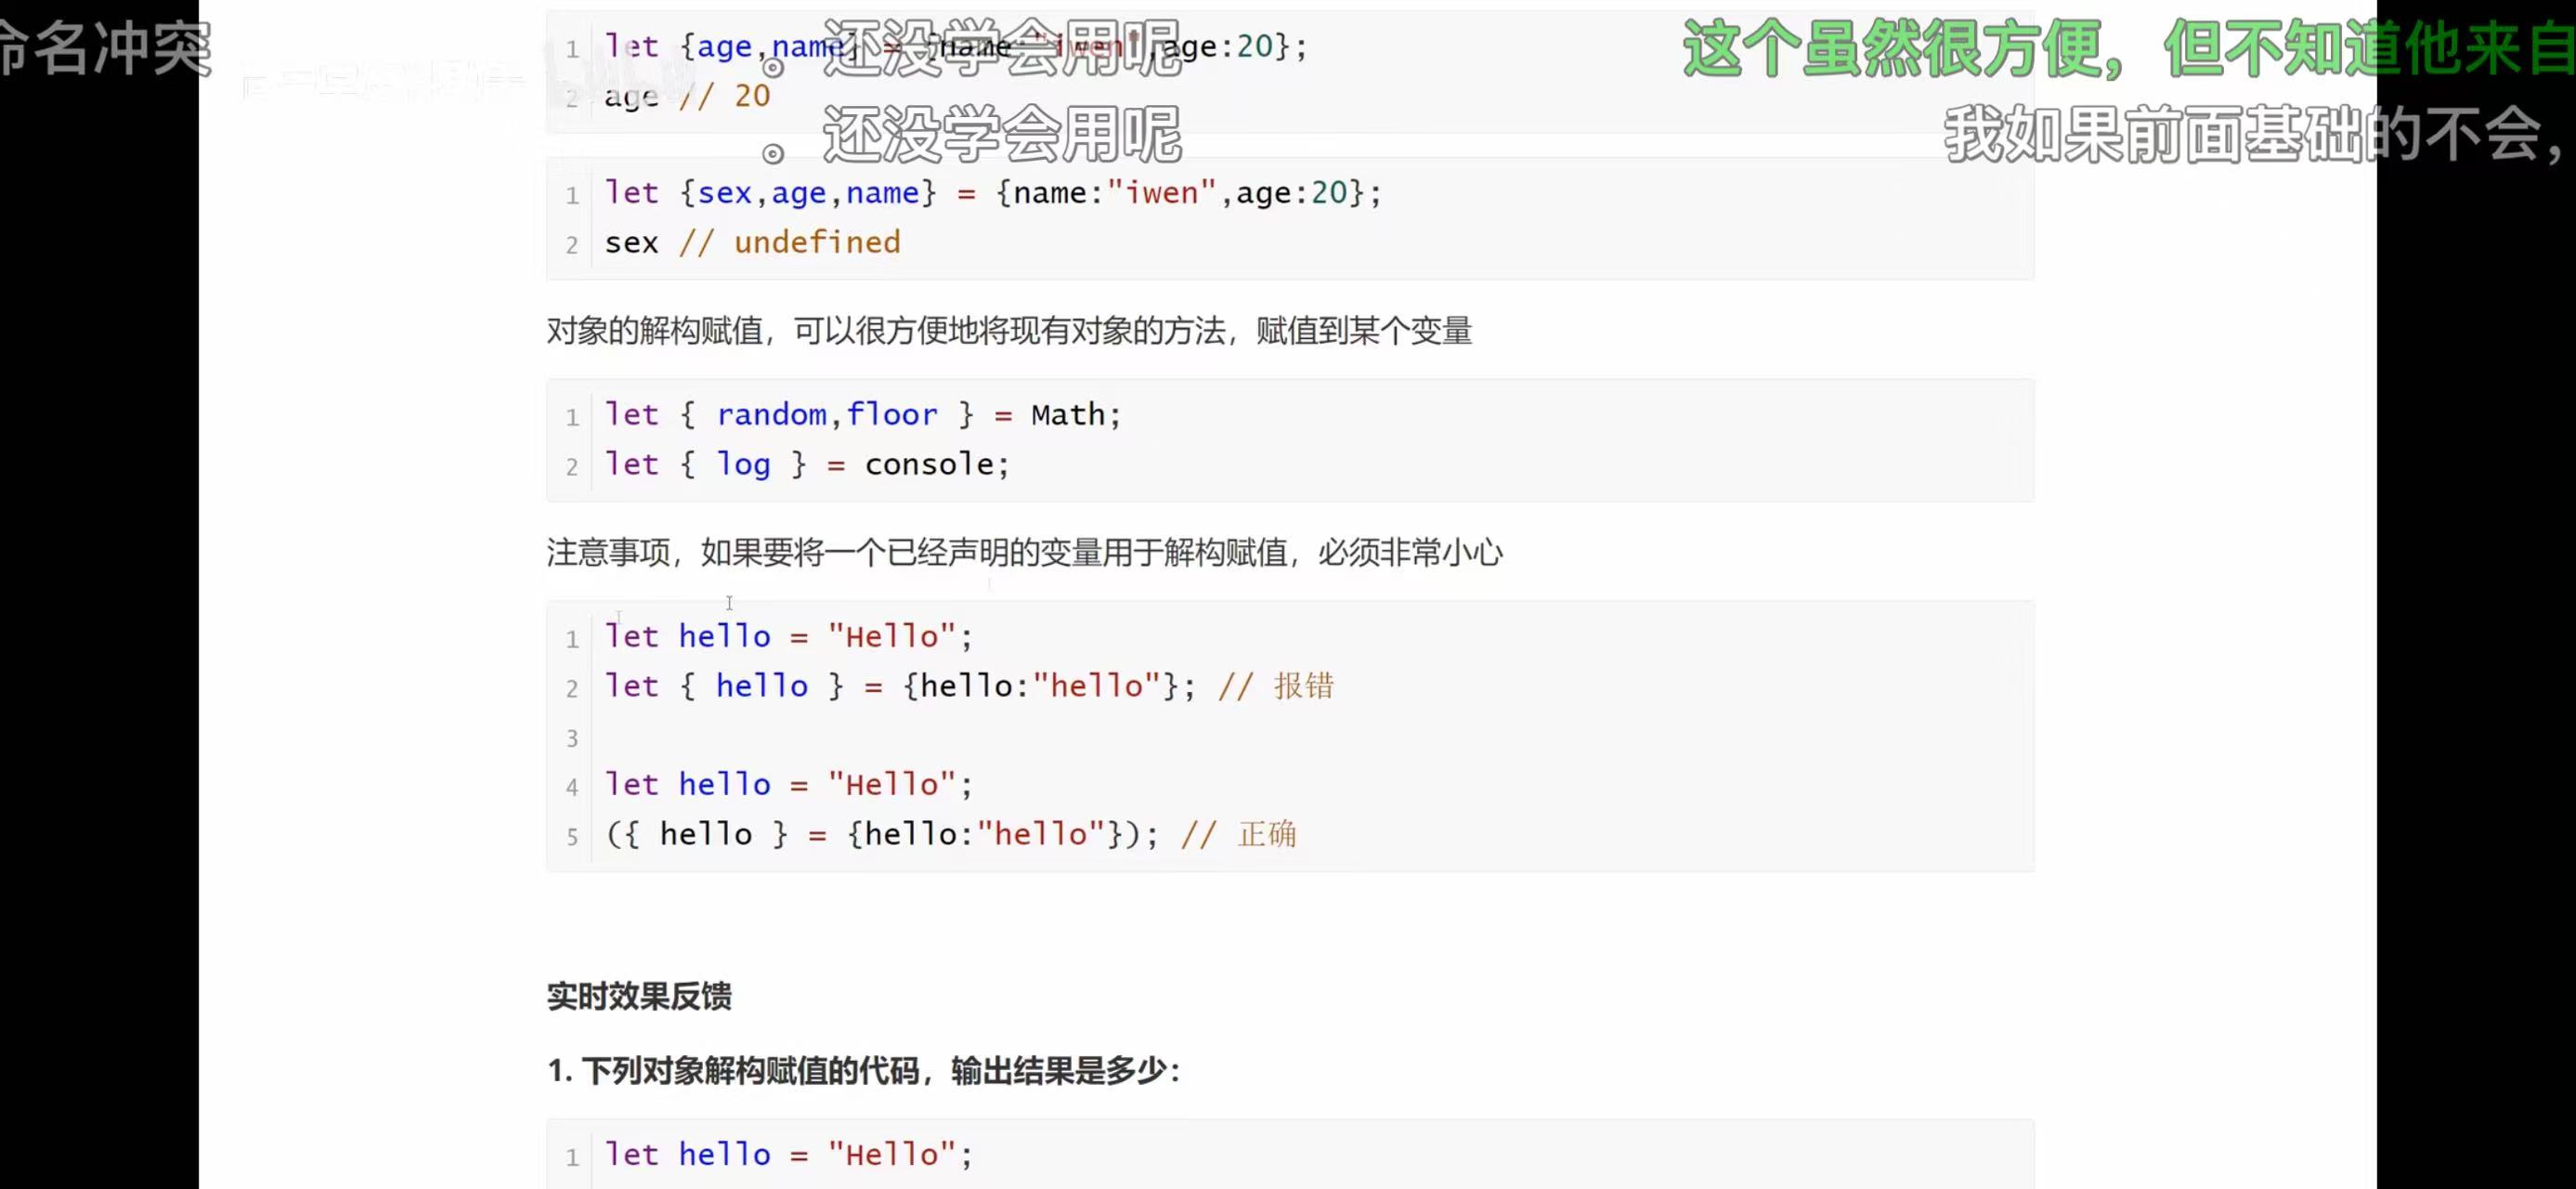 命名冲突
还没学会用呢
这个虽然很方便，但不知道他来自
1 let {age,name} = {name:"iwen",age:20};
2 age // 20
还没学会用呢
我如果前面基础的不会，
1 let {sex,age,name} = {name:"iwen",age:20};
2 sex // undefined
对象的解构赋值，可以很方便地将现有对象的方法，赋值到某个变量
1 let { random,floor } = Math;
2 let { log } = console;
注意事项，如果要将一个已经声明的变量用于解构赋值，必须非常小心
1 let hello = "Hello";
2 let { hello } = {hello:"hello"}; // 报错
3
4 let hello = "Hello";
5 ({ hello } = {hello:"hello"}); // 正确
实时效果反馈
1. 下列对象解构赋值的代码，输出结果是多少：
1 let hello = "Hello";